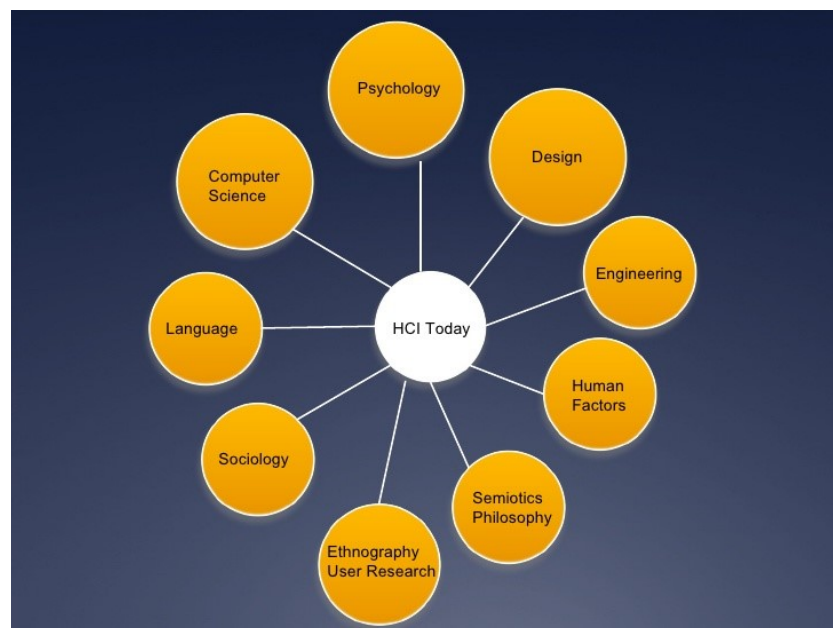 Psychology
Design
Computer
Science
Engineering
HCI Today
Language
Human
Factors
Sociology
Semiotics
Philosophy
Ethnography
User Research